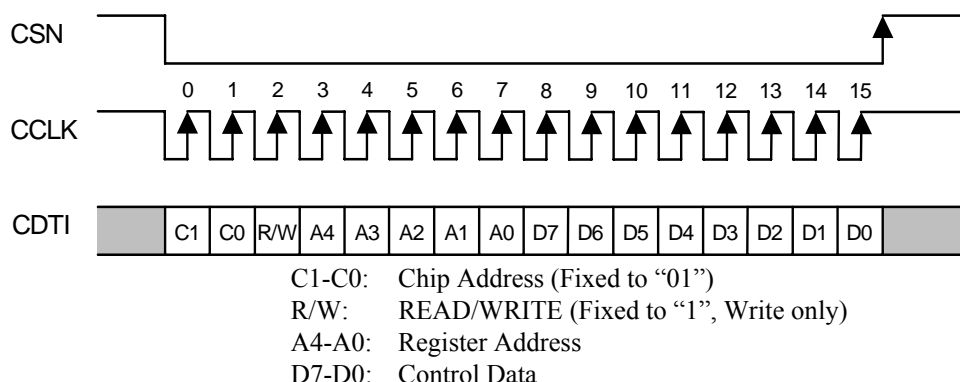 CSN
0 1 2 3 4 5 6 7 8 9 10 11 12 13 14 15
CCLK
CDTI C1 C0 R/W A4 A3 A2 A1 A0 D7 D6 D5 D4 D3 D2 D1 D0
C1-C0: Chip Address (Fixed to “01”)
R/W: READ/WRITE (Fixed to “1”, Write only)
A4-A0: Register Address
D7-D0: Control Data